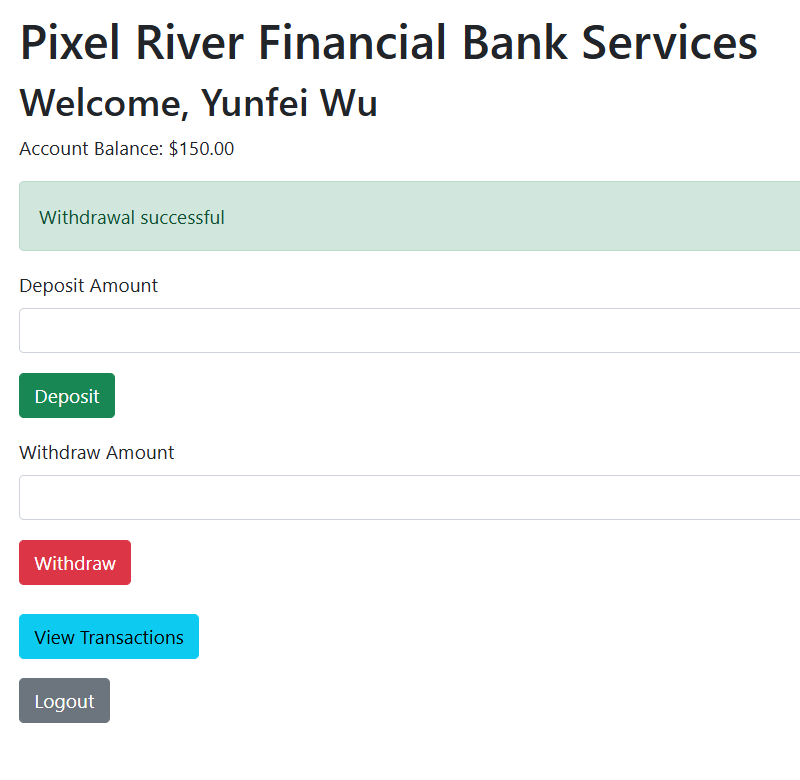 Pixel River Financial Bank Services
Welcome, Yunfei Wu
Account Balance: $150.00
Withdrawal successful
Deposit Amount
Deposit
Withdraw Amount
Withdraw
View Transactions
Logout